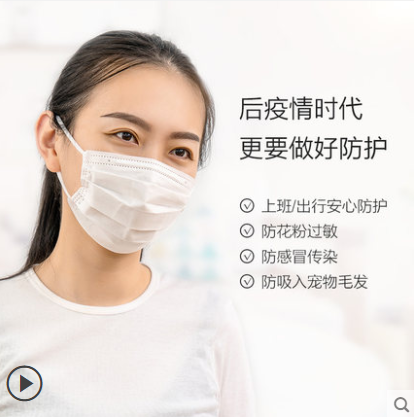 后疫情时代
更要做好防护
上班/出行安心防护
防花粉过敏
防感冒传染
防吸入宠物毛发